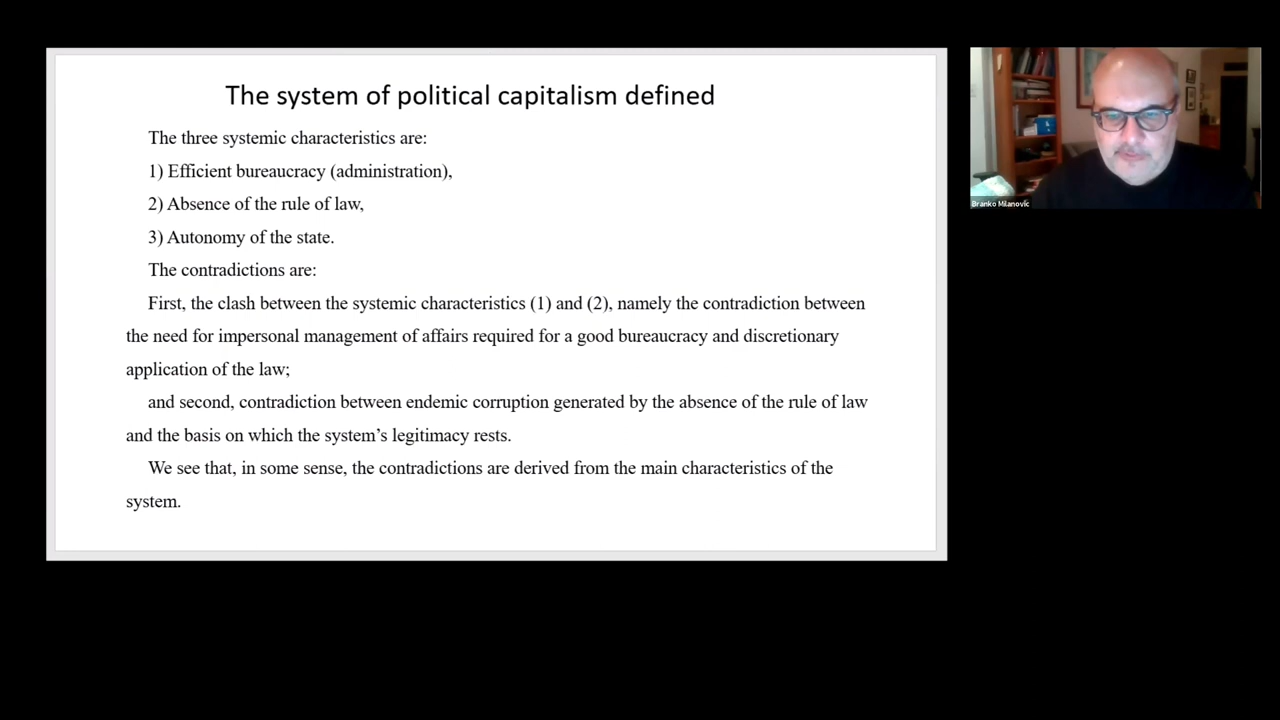 The system of political capitalism defined
The three systemic characteristics are:
1) Efficient bureaucracy (administration),
2) Absence of the rule of law,
3) Autonomy of the state.
The contradictions are:
First, the clash between the systemic characteristics (1) and (2), namely the contradiction between
the need for impersonal management of affairs required for a good bureaucracy and discretionary
application of the law;
and second, contradiction between endemic corruption generated by the absence of the rule of law
and the basis on which the system’s legitimacy rests.
We see that, in some sense, the contradictions are derived from the main characteristics of the
system.
Branko Milanovic